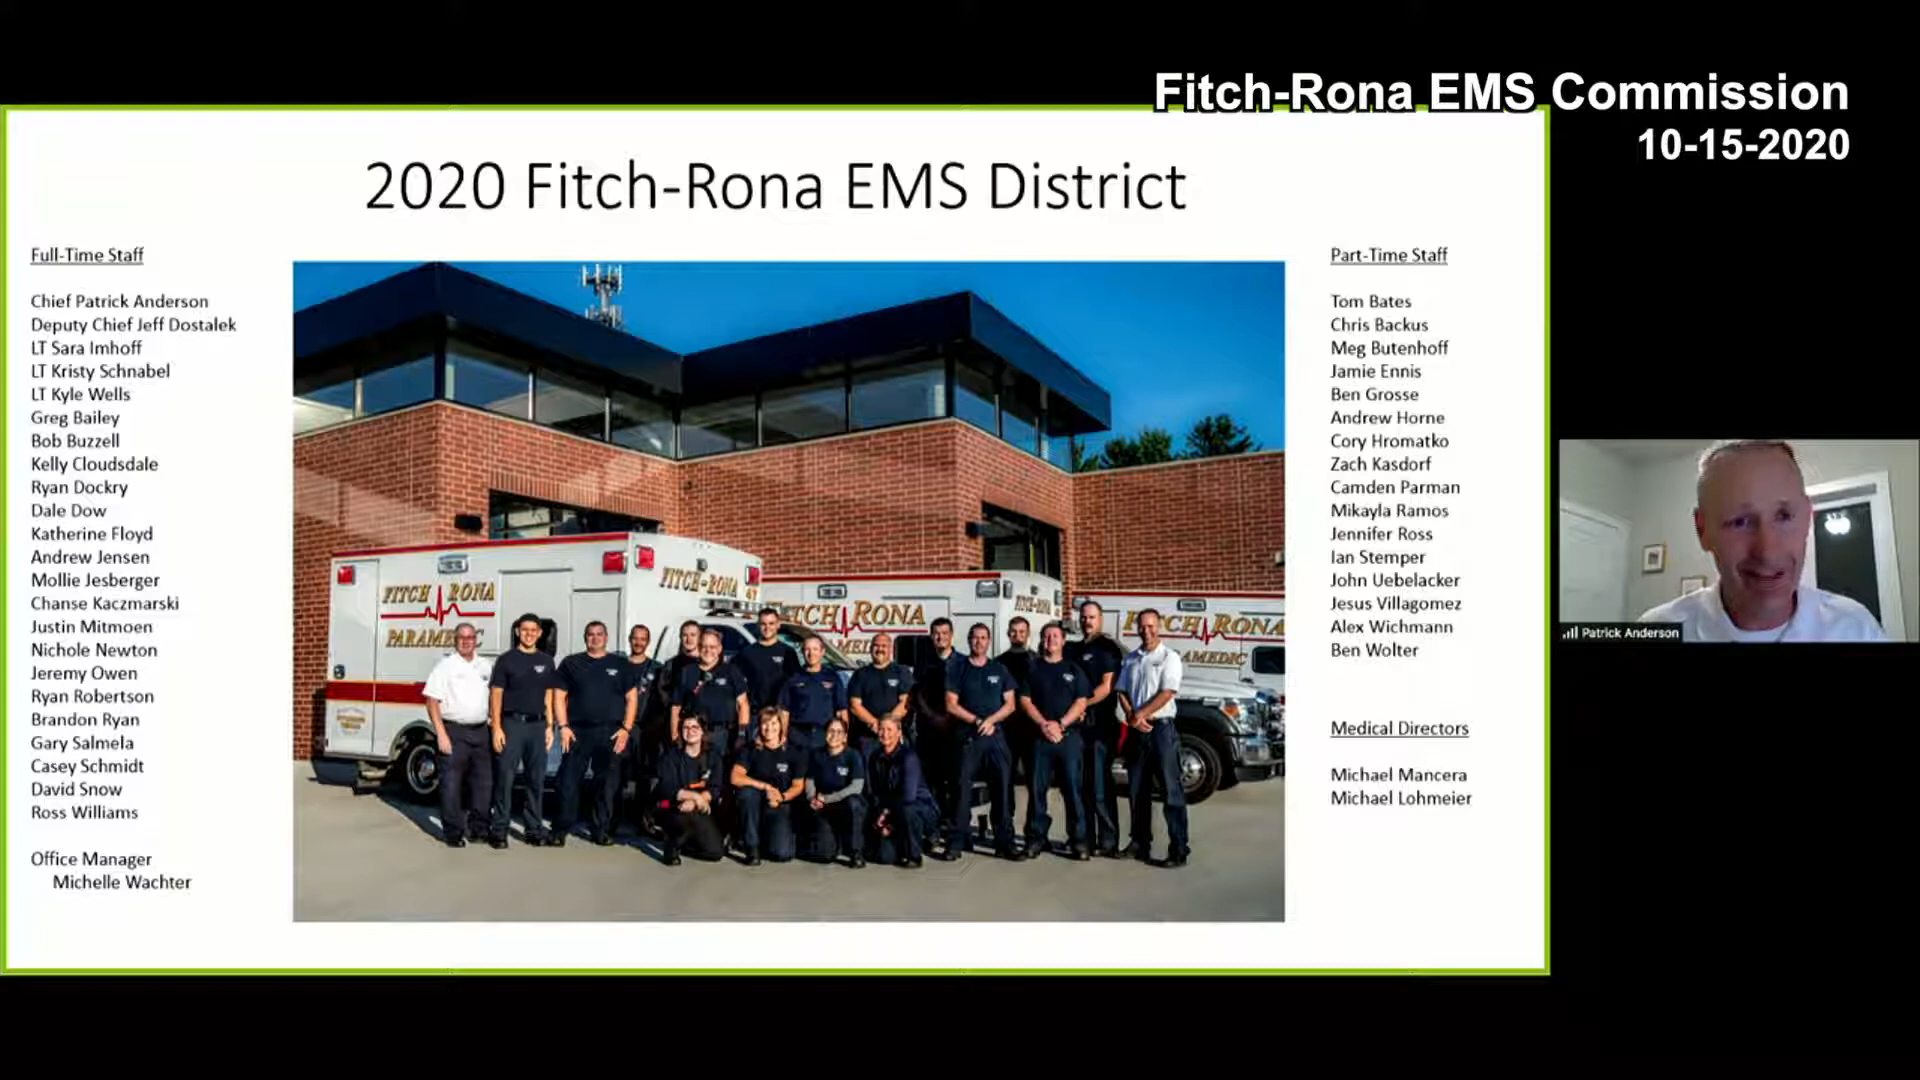 Fitch-Rona EMS Commission
10-15-2020
2020 Fitch-Rona EMS District
Full-Time Staff
Chief Patrick Anderson
Deputy Chief Jeff Dostalek
LT Sara Imhoff
LT Kristy Schnabel
LT Kyle Wells
Greg Bailey
Bob Buzzell
Kelly Cloudsdale
Ryan Dockry
Dale Dow
Katherine Floyd
Andrew Jensen
Mollie Jesberger
Chanse Kaczmarski
Justin Mitmoen
Nichole Newton
Jeremy Owen
Ryan Robertson
Brandon Ryan
Gary Salmela
Casey Schmidt
David Snow
Ross Williams
Office Manager
Michelle Wachter
FITCH RONA
PARAMEDIC
FITCH-RONA
47
FITCH RONA
FITCH RONA
Part-Time Staff
Tom Bates
Chris Backus
Meg Butenhoff
Jamie Ennis
Ben Grosse
Andrew Horne
Cory Hromatko
Zach Kasdorf
Camden Parman
Mikayla Ramos
Jennifer Ross
Ian Stemper
John Uebelacker
Jesus Villagomez
Alex Wichmann
Ben Wolter
Medical Directors
Michael Mancera
Michael Lohmeier
Patrick Anderson